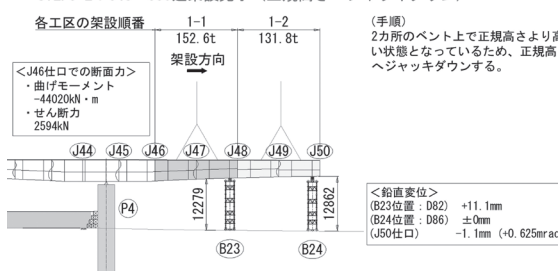 各工区の架設順番
1-1
1-2
152.6t
131.8t
架設方向
(手順)
2カ所のベント上で正規高さより高
い状態となっているため、正規高
へジャッキダウンする。
<J46仕口での断面力>
・曲げモーメント
-44020kN・m
・せん断力
2594kN
J44
J45
J46
J47
J48
J49
J50
P4
12279
12862
B23
B24
<鉛直変位>
(B23位置:D82) +11.1mm
(B24位置:D86) ±0mm
(J50仕口) -1.1mm (+0.625mrad